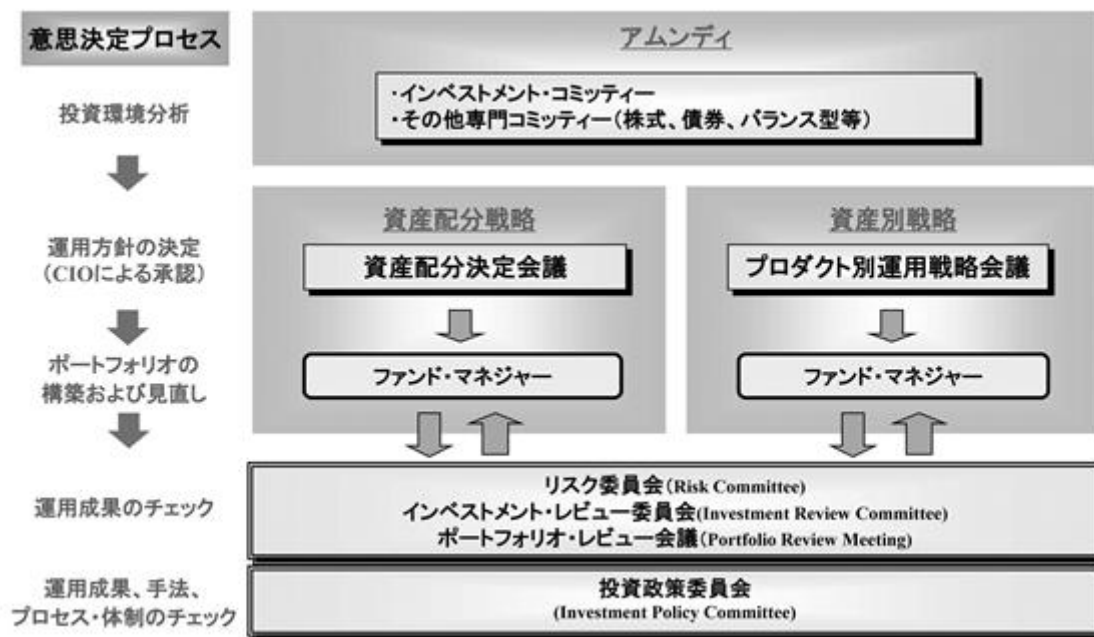 意思決定プロセス
アムンディ
投資環境分析
・インベストメント・コミッティー
・その他専門コミッティー（株式、債券、バランス型等）
運用方針の決定
（CIOによる承認）
資産配分戦略
資産配分決定会議
資産別戦略
プロダクト別運用戦略会議
ポートフォリオの
構築および見直し
ファンド・マネジャー
ファンド・マネジャー
運用成果のチェック
リスク委員会（Risk Committee）
インベストメント・レビュー委員会(Investment Review Committee)
ポートフォリオ・レビュー会議（Portfolio Review Meeting)
運用成果、手法、
プロセス・体制のチェック
投資政策委員会
(Investment Policy Committee)